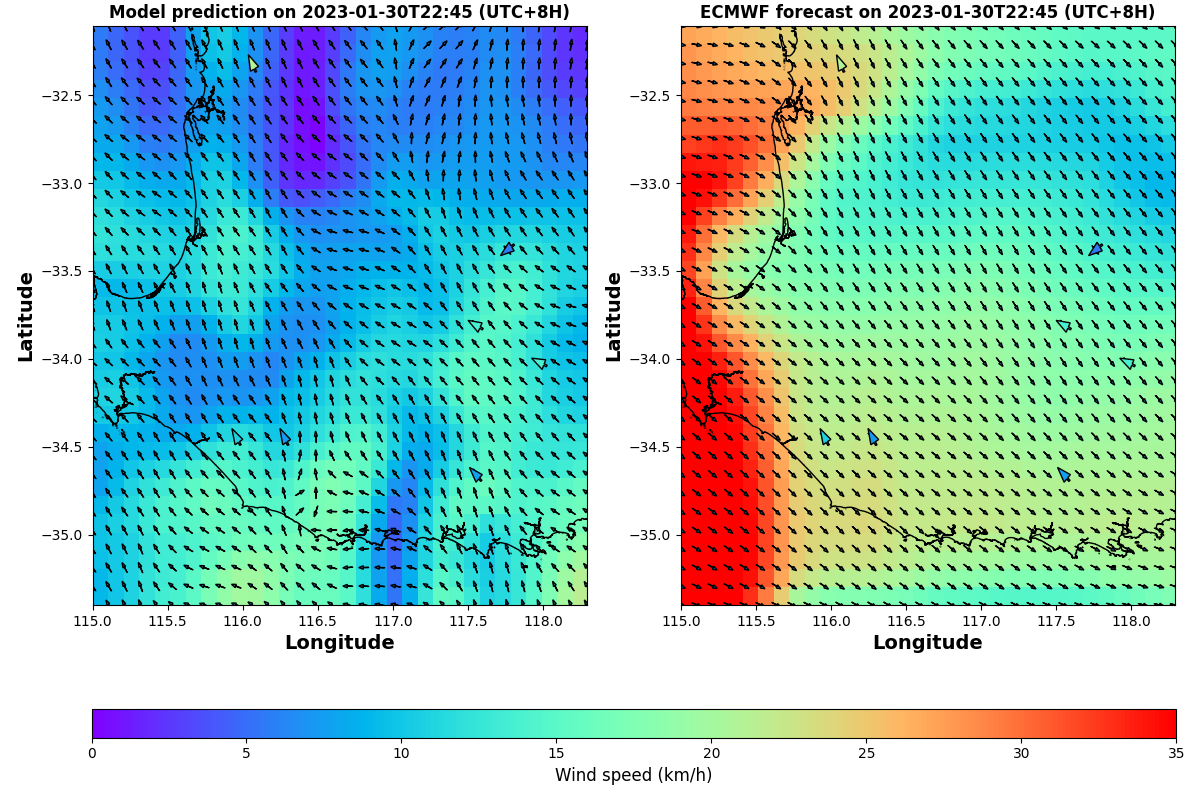 Model prediction on 2023-01-30T22:45 (UTC+8H)
ECMWF forecast on 2023-01-30T22:45 (UTC+8H)
Latitude
−32.5
−33.0
−33.5
−34.0
−34.5
−35.0
115.0 115.5 116.0 116.5 117.0 117.5 118.0
Longitude
Latitude
−32.5
−33.0
−33.5
−34.0
−34.5
−35.0
115.0 115.5 116.0 116.5 117.0 117.5 118.0
Longitude
0 5 10 15 20 25 30 35
Wind speed (km/h)